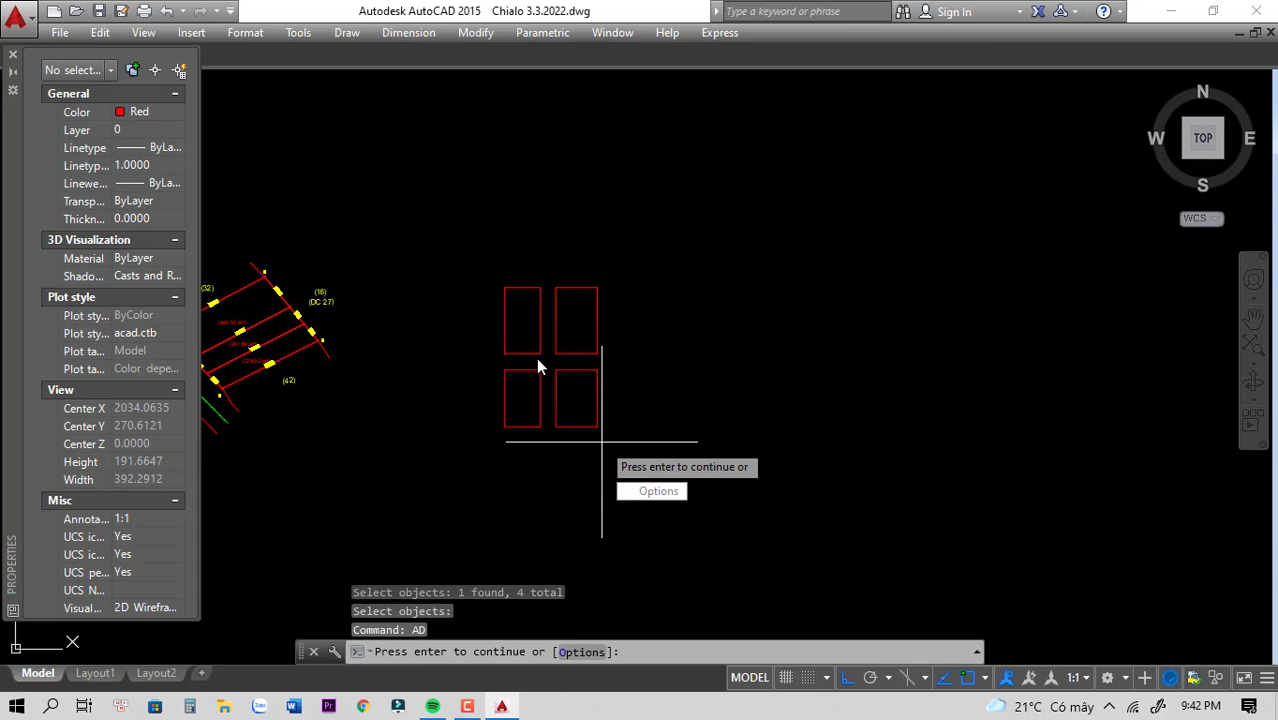 Autodesk AutoCAD 2015 Chialo 3.3.2022.dwg
Type a keyword or phrase
Sign In
File Edit View Insert Format Tools Draw Dimension Modify Parametric Window Help Express
No select...
General
Color Red
Layer 0
Linetype ByLa...
Linetyp... 1.0000
Linewe... ByLa...
Transp... ByLayer
Thickn... 0.0000
3D Visualization
Material ByLayer
Shado... Casts and R...
Plot style
Plot sty... ByColor
Plot sty... acad.ctb
Plot ta... Model
Plot ta... Color depe...
View
Center X 2034.0635
Center Y 270.6121
Center Z 0.0000
Height 191.6647
Width 392.2912
Misc
Annota... 1:1
UCS ic... Yes
UCS ic... Yes
UCS pe... Yes
UCS N...
Visual... 2D Wirefra...
PROPERTIES
(32)
(16)
(DC 27)
(42)
N
W TOP E
S
WCS
Press enter to continue or
Options
Select objects: 1 found, 4 total
Select objects:
Command: AD
Press enter to continue or [Options]:
X
Model Layout1 Layout2 +
MODEL
1:1
21°C Có mây
9:42 PM